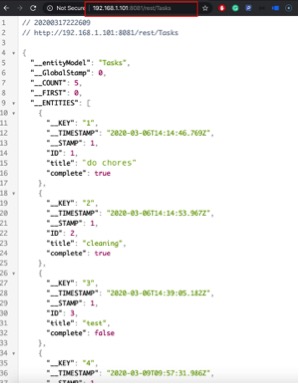 Not Secure | 192.168.1.101:8081/rest/Tasks
1 // 20200317222609
2 // http://192.168.1.101:8081/rest/Tasks
3
4 {
5 "__entityModel": "Tasks",
6 "__GlobalStamp": 0,
7 "__COUNT": 5,
8 "__FIRST": 0,
9 "__ENTITIES": [
10 {
11 "__KEY": "1",
12 "__TIMESTAMP": "2020-03-06T14:14:46.769Z",
13 "__STAMP": 1,
14 "ID": 1,
15 "title": "do chores",
16 "complete": true
17 },
18 {
19 "__KEY": "2",
20 "__TIMESTAMP": "2020-03-06T14:14:53.967Z",
21 "__STAMP": 1,
22 "ID": 2,
23 "title": "cleaning",
24 "complete": true
25 },
26 {
27 "__KEY": "3",
28 "__TIMESTAMP": "2020-03-06T14:39:05.182Z",
29 "__STAMP": 1,
30 "ID": 3,
31 "title": "test",
32 "complete": false
33 },
34 {
35 "__KEY": "4",
36 "__TIMESTAMP": "2020-03-09T09:57:31.986Z",